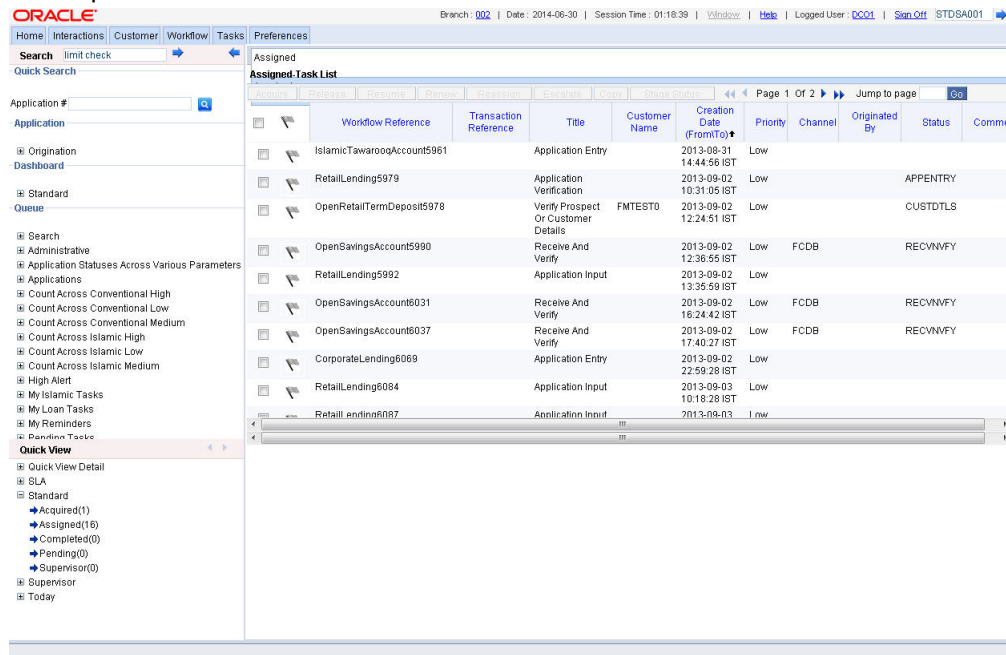 ORACLE
Branch : 002 | Date : 2014-06-30 | Session Time : 01:18:39 | Window | Help | Logged User : DCO1 | Sign Off STDSA001
Home Interactions Customer Workflow Tasks Preferences
Search limit check
Quick Search
Application #
Application
Origination
Dashboard
Standard
Queue
Search
Administrative
Application Statuses Across Various Parameters
Applications
Count Across Conventional High
Count Across Conventional Low
Count Across Conventional Medium
Count Across Islamic High
Count Across Islamic Low
Count Across Islamic Medium
High Alert
My Islamic Tasks
My Loan Tasks
My Reminders
Pending Tasks
Quick View
Quick View Detail
SLA
Standard
Acquired(1)
Assigned(16)
Completed(0)
Pending(0)
Supervisor(0)
Supervisor
Today
Assigned
Assigned-Task List
Acquire Release Resume Renew Reassign Escalate Copy Stage Status Page 1 Of 2 Jump to page Go
Workflow Reference Transaction Reference Title Customer Name Creation Date (From\To) Priority Channel Originated By Status Comme
IslamicTawarooqAccount5961 Application Entry 2013-08-31 14:44:56 IST Low
RetailLending5979 Application Verification 2013-09-02 10:31:05 IST Low APPENTRY
OpenRetailTermDeposit5978 Verify Prospect Or Customer Details FMTEST0 2013-09-02 12:24:51 IST Low CUSTDTLS
OpenSavingsAccount5990 Receive And Verify 2013-09-02 12:36:55 IST Low FCDB RECVNVFY
RetailLending5992 Application Input 2013-09-02 13:35:59 IST Low
OpenSavingsAccount6031 Receive And Verify 2013-09-02 16:24:42 IST Low FCDB RECVNVFY
OpenSavingsAccount6037 Receive And Verify 2013-09-02 17:40:27 IST Low FCDB RECVNVFY
CorporateLending6069 Application Entry 2013-09-02 22:59:28 IST Low
RetailLending6084 Application Input 2013-09-03 10:18:28 IST Low
RetailLending6087 Application Input 2013-09-03 Low